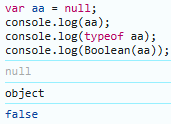 var aa = null;
console.log(aa);
console.log(typeof aa);
console.log(Boolean(aa));
null
object
false